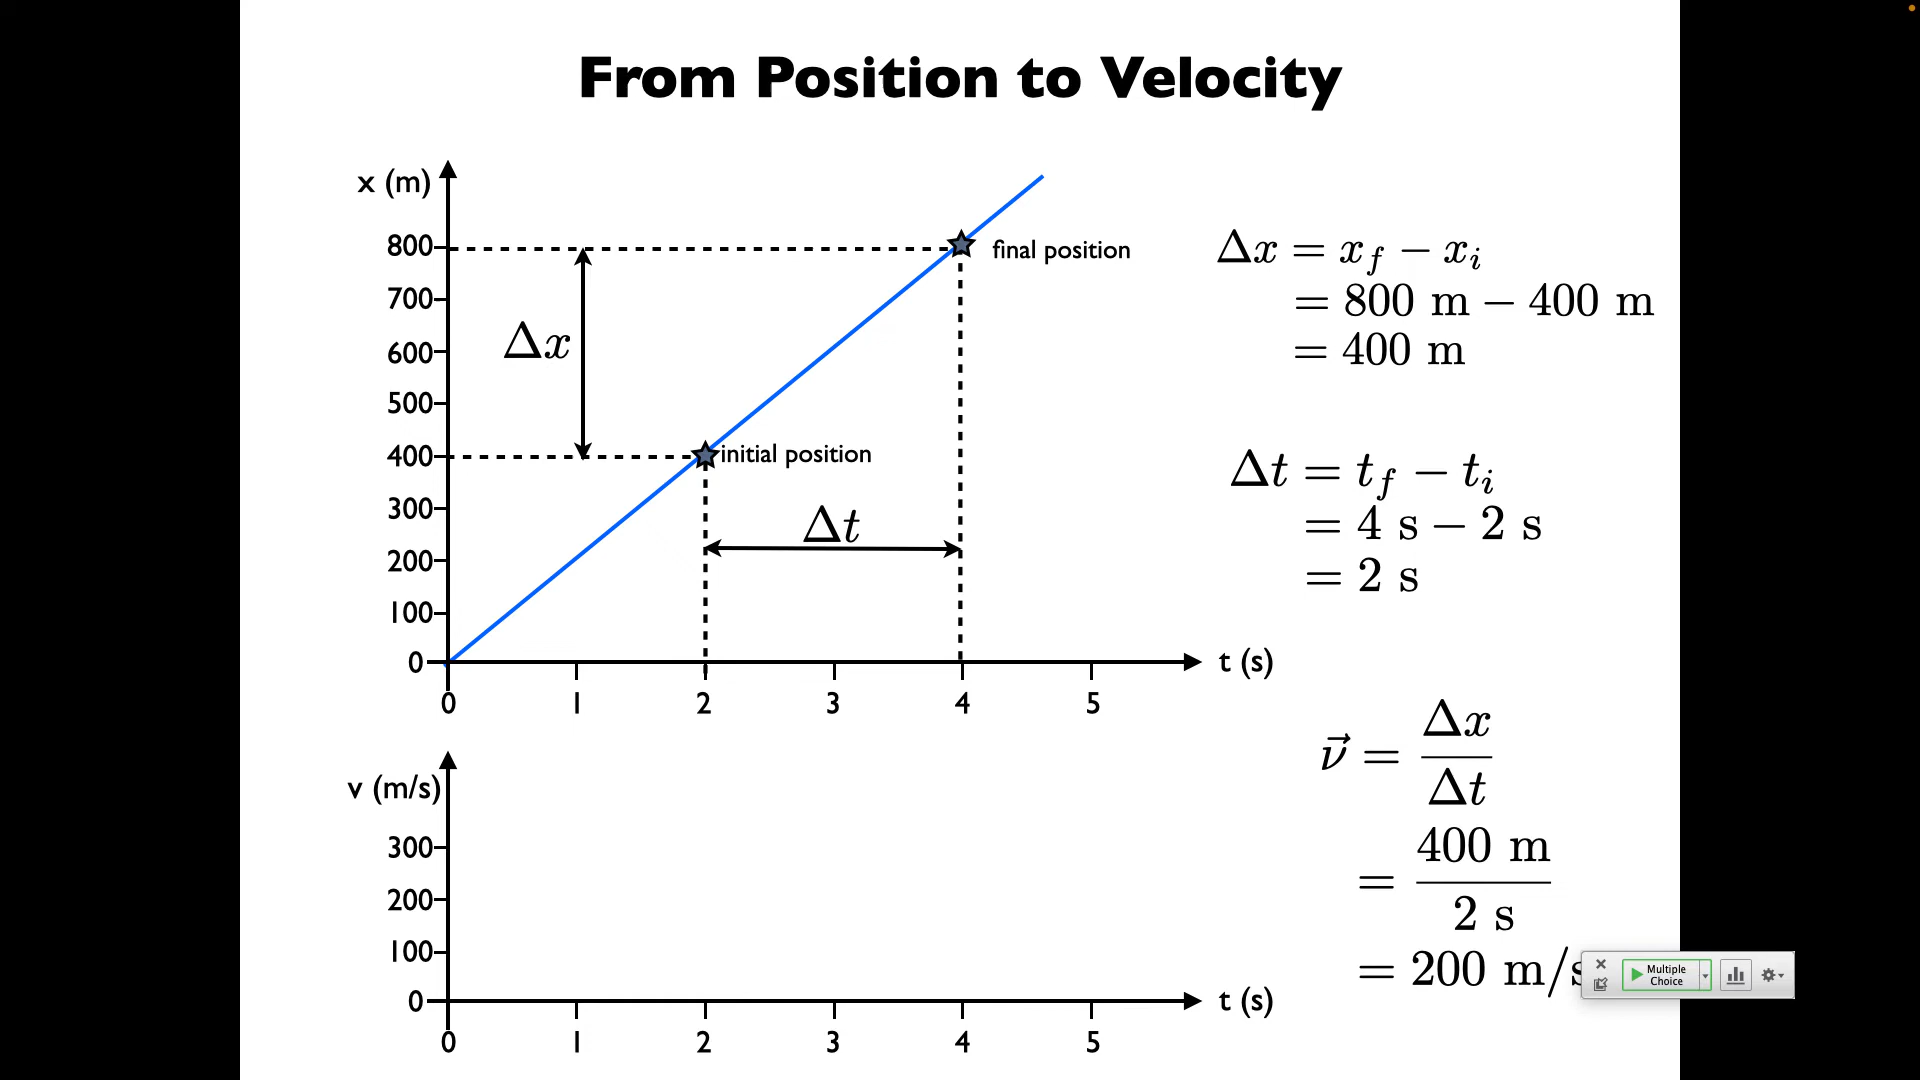 From Position to Velocity
x (m)
800
700
600
500
400
300
200
100
0
Δx
final position
initial position
Δt
0 1 2 3 4 5
t (s)
Δx = x_f − x_i
= 800 m − 400 m
= 400 m
Δt = t_f − t_i
= 4 s − 2 s
= 2 s
v (m/s)
300
200
100
0
0 1 2 3 4 5
t (s)
ν⃗ = Δx/Δt
= 400 m/2 s
= 200 m/s
Multiple
Choice